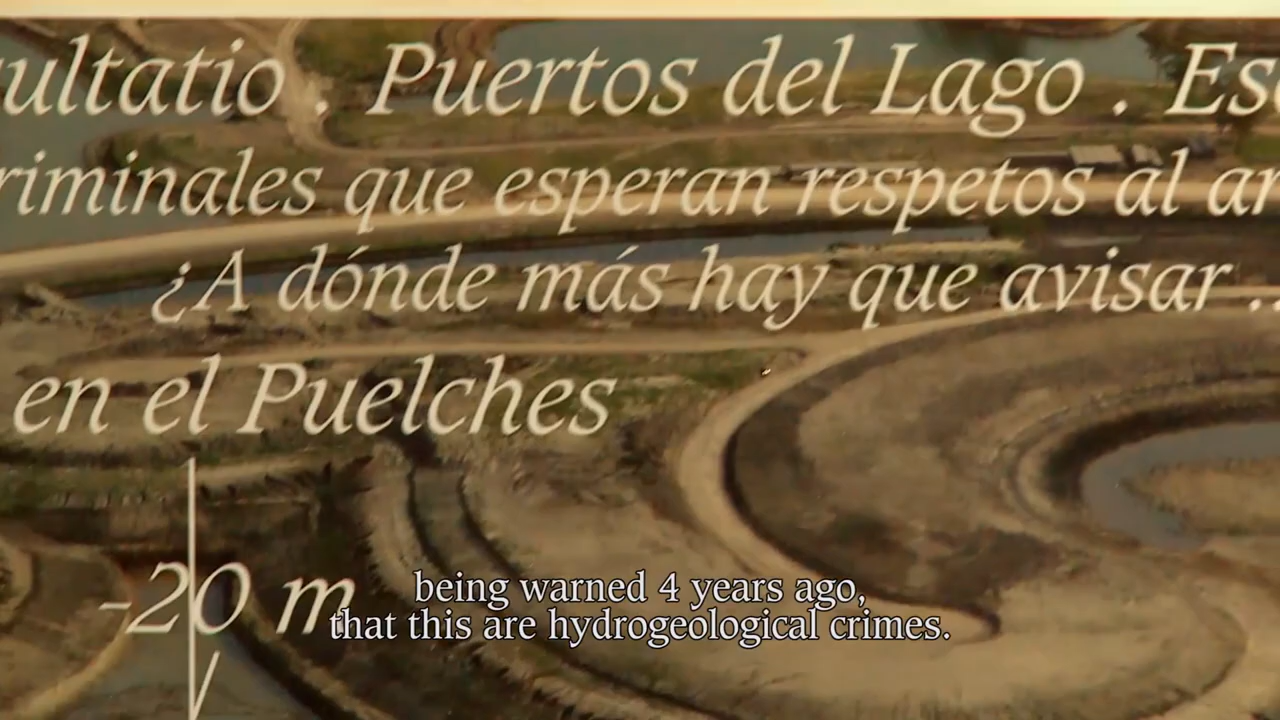 ultatio . Puertos del Lago . Es
riminales que esperan respetos al
¿A dónde más hay que avisar ..
en el Puelches
-20 m
being warned 4 years ago,
that this are hydrogeological crimes.